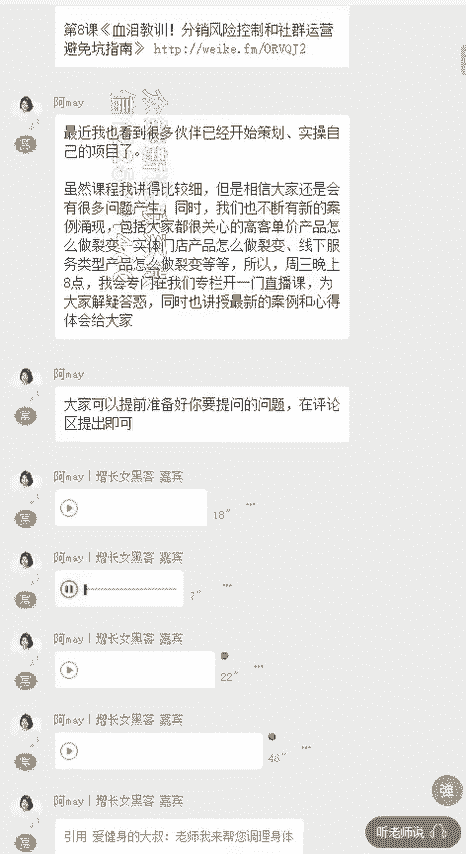 第8课《血泪教训！分销风险控制和社群运营
避免坑指南》 http://weike.fm/ORVQJ2
阿may
最近我也看到很多伙伴已经开始策划、实操自
己的项目了。
虽然课程我讲得比较细，但是相信大家还是会
有很多问题产生，同时，我们也不断有新的案
例涌现，包括大家都很关心的高客单价产品怎
么做裂变、实体门店产品怎么做裂变、线下服
务类型产品怎么做裂变等等，所以，周三晚上
8点，我会专门在我们专栏开一门直播课，为
大家解疑答惑，同时也讲授最新的案例和心得
体会给大家
阿may
大家可以提前准备好你要提问的问题，在评论
区提出即可
阿may丨增长女黑客 嘉宾
18"
阿may丨增长女黑客 嘉宾
7"
阿may丨增长女黑客 嘉宾
22"
阿may丨增长女黑客 嘉宾
48"
阿may丨增长女黑客 嘉宾
弹
引用 爱健身的大叔：老师我来帮您调理身体
听老师说